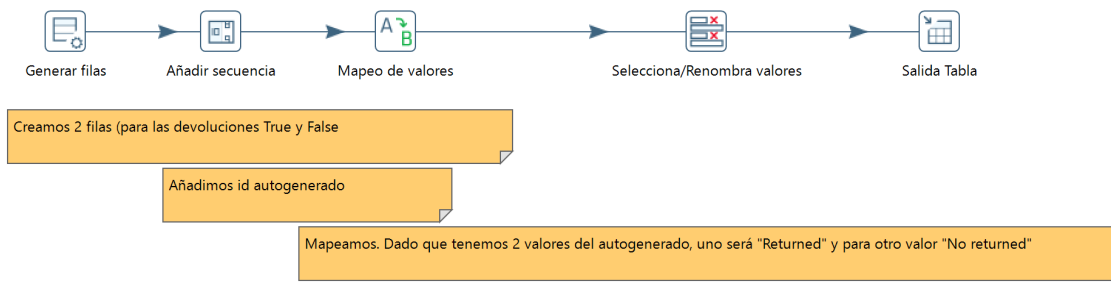 Generar filas
Añadir secuencia
Mapeo de valores
Selecciona/Renombra valores
Salida Tabla
Creamos 2 filas (para las devoluciones True y False
Añadimos id autogenerado
Mapeamos. Dado que tenemos 2 valores del autogenerado, uno será "Returned" y para otro valor "No returned"